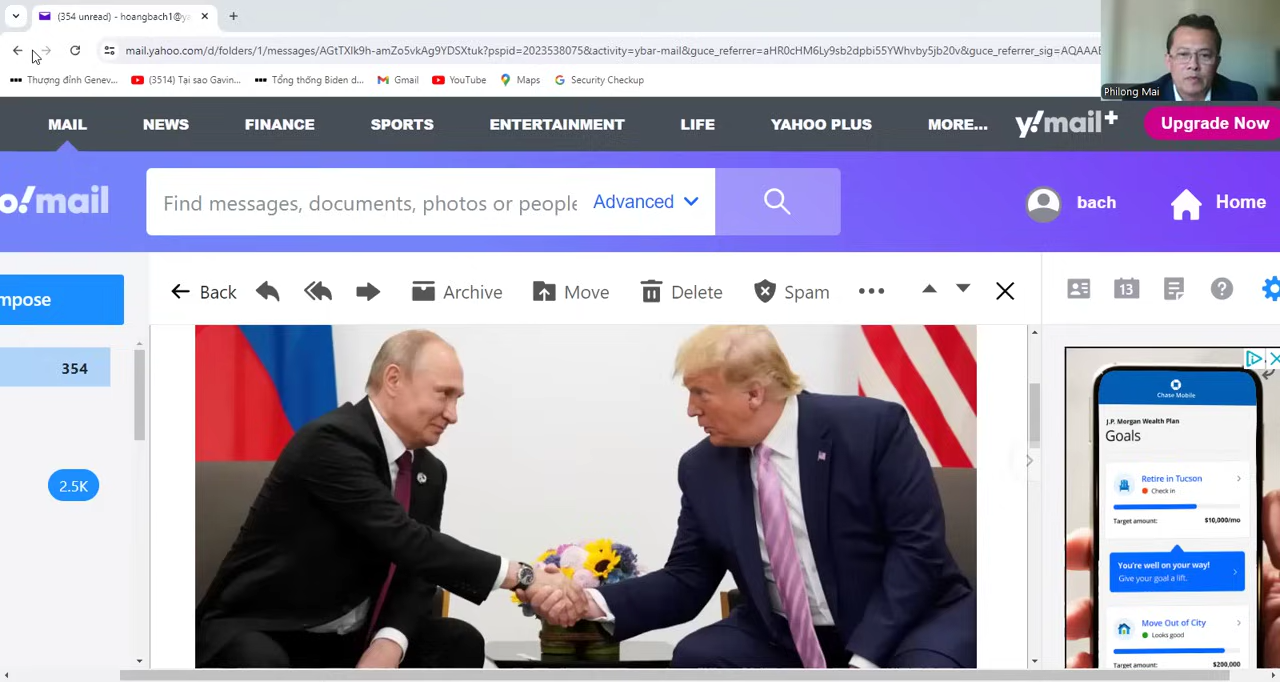 (354 unread) - hoangbach1@y
mail.yahoo.com/d/folders/1/messages/AGtTXlk9h-amZo5vkAg9YDSXtuk?pspid=2023538075&activity=ybar-mail&guce_referrer=aHR0cHM6Ly9sb2dpbi55YWhvby5jb20v&guce_referrer_sig=AQAAAE
Thượng đỉnh Genev...
(3514) Tại sao Gavin...
Tổng thống Biden d...
Gmail
YouTube
Maps
Security Checkup
Philong Mai
MAIL NEWS FINANCE SPORTS ENTERTAINMENT LIFE YAHOO PLUS MORE... y!mail+ Upgrade Now
o!mail
Find messages, documents, photos or people
Advanced
bach
Home
mpose
Back
Archive
Move
Delete
Spam
•••
13
354
2.5K
Chase Mobile
J.P. Morgan Wealth Plan
Goals
Retire in Tucson
Check in
Target amount: $10,000/mo
You're well on your way!
Give your goal a lift.
Move Out of City
Looks good
Target amount: $200,000